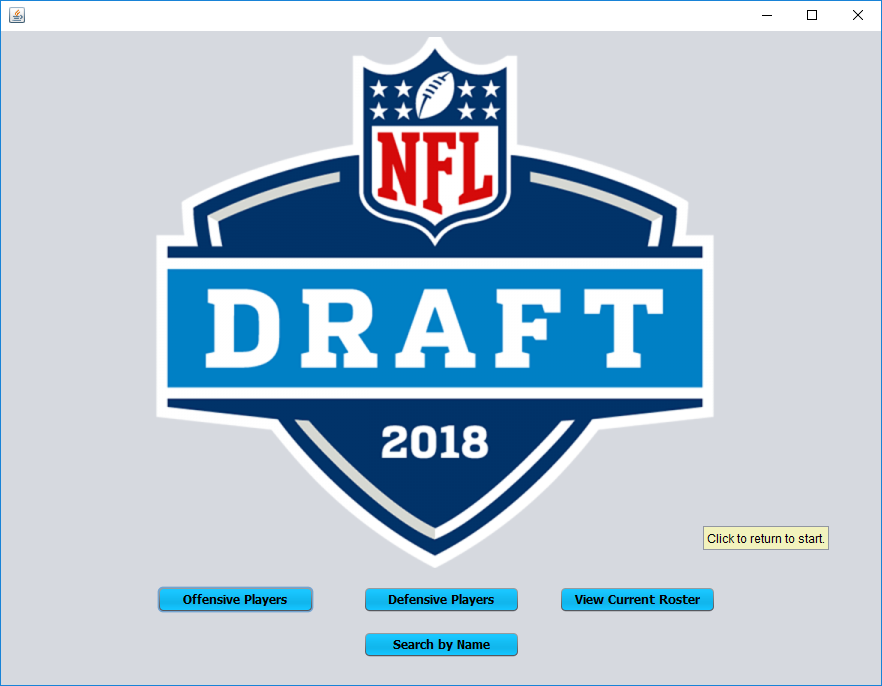 NFL
DRAFT
2018
Click to return to start.
Offensive Players
Defensive Players
View Current Roster
Search by Name